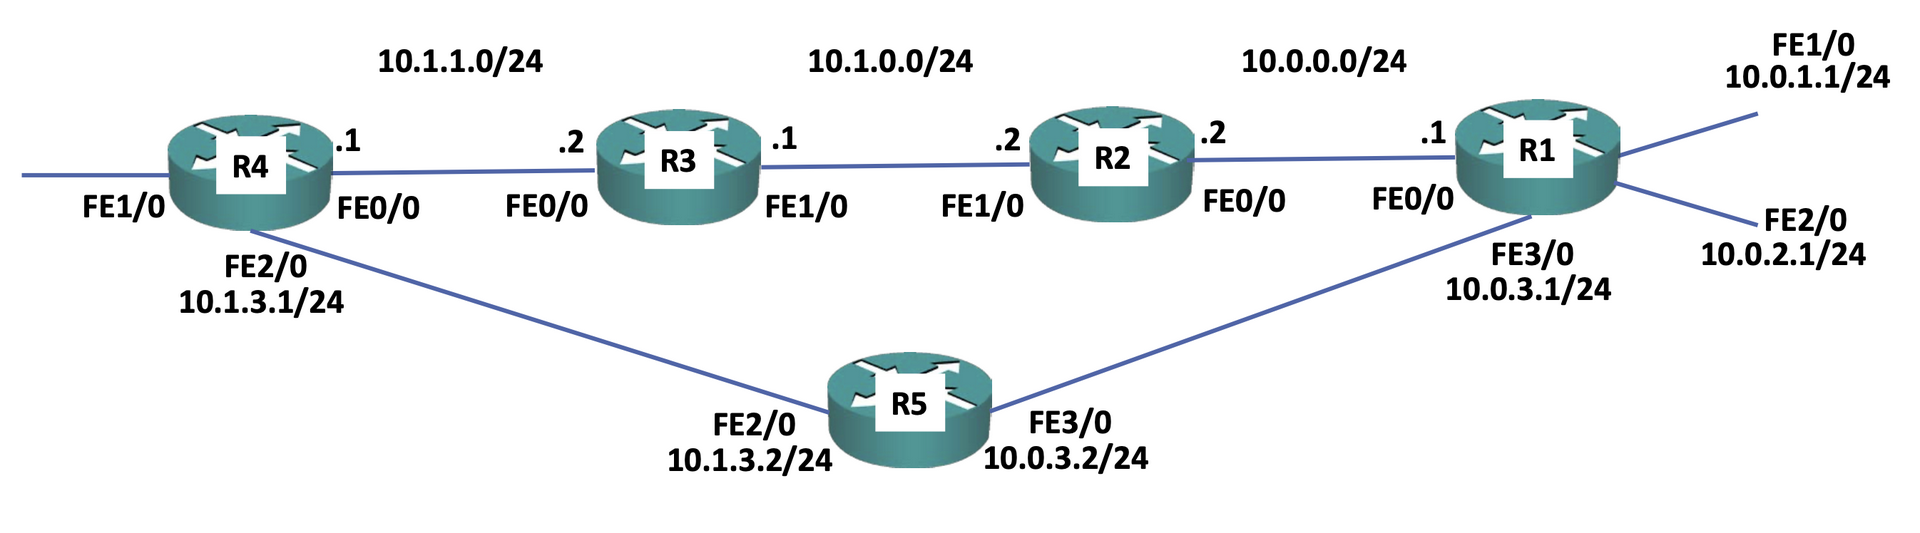 10.1.1.0/24
10.1.0.0/24
10.0.0.0/24
FE1/0
10.0.1.1/24
R4
.1
.2
R3
.1
.2
R2
.2
.1
R1
FE1/0
FE0/0
FE0/0
FE1/0
FE1/0
FE0/0
FE0/0
FE2/0
10.0.2.1/24
FE2/0
10.1.3.1/24
FE3/0
10.0.3.1/24
R5
FE2/0
10.1.3.2/24
FE3/0
10.0.3.2/24